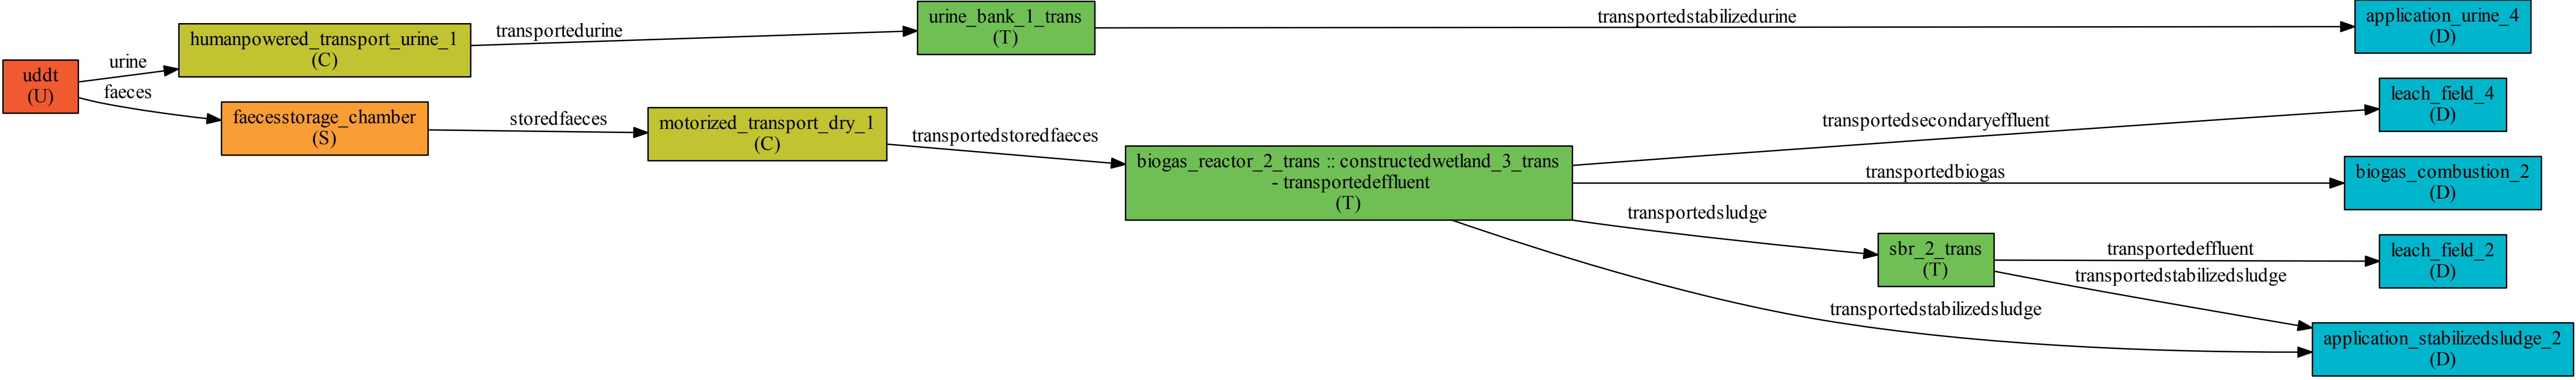 uddt
(U)
urine
faeces
humanpowered_transport_urine_1
(C)
faecesstorage_chamber
(S)
transportedurine
storedfaeces
motorized_transport_dry_1
(C)
urine_bank_1_trans
(T)
transportedstoredfaeces
biogas_reactor_2_trans :: constructedwetland_3_trans
- transportedeffluent
(T)
transportedstabilizedurine
transportedsecondaryeffluent
transportedbiogas
transportedsludge
transportedstabilizedsludge
sbr_2_trans
(T)
transportedeffluent
transportedstabilizedsludge
application_urine_4
(D)
leach_field_4
(D)
biogas_combustion_2
(D)
leach_field_2
(D)
application_stabilizedsludge_2
(D)